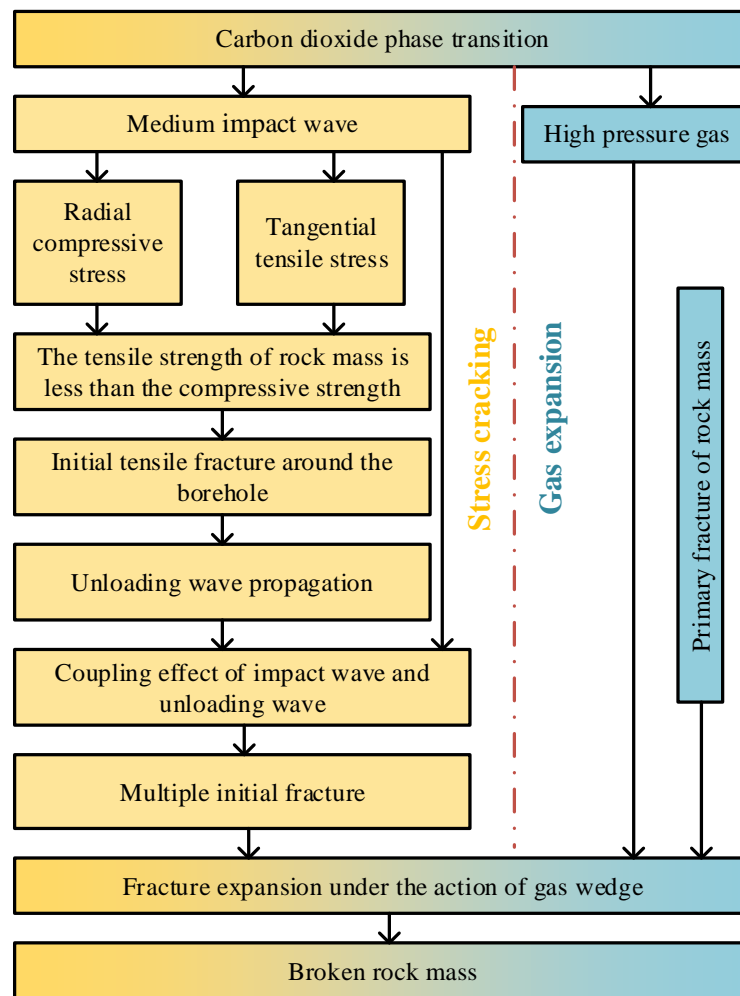 Carbon dioxide phase transition
Medium impact wave
High pressure gas
Radial
compressive
stress
Tangential
tensile stress
The tensile strength of rock mass is
less than the compressive strength
Initial tensile fracture around the
borehole
Unloading wave propagation
Coupling effect of impact wave and
unloading wave
Multiple initial fracture
Stress cracking
Gas expansion
Primary fracture of rock mass
Fracture expansion under the action of gas wedge
Broken rock mass